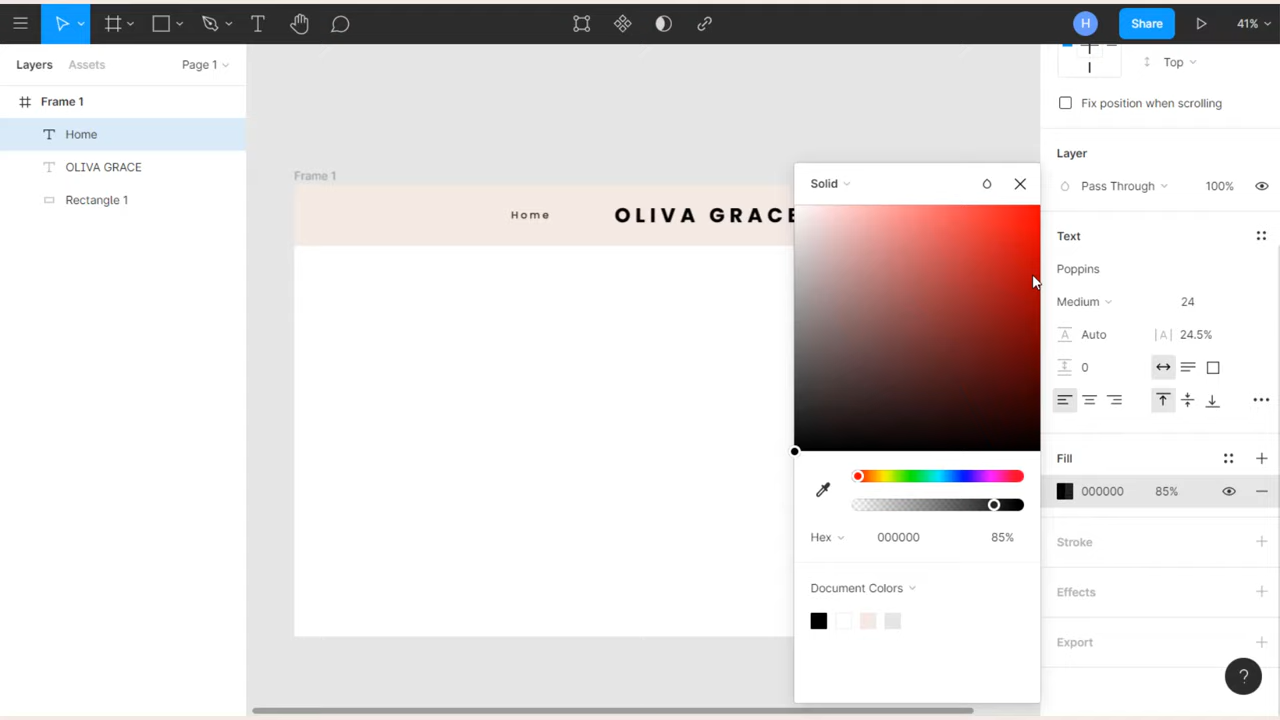 H
Share
41%
Layers
Assets
Page 1
Frame 1
Home
OLIVA GRACE
Rectangle 1
Frame 1
Home
OLIVA GRACE
Solid
Hex
000000
85%
Document Colors
Top
Fix position when scrolling
Layer
Pass Through
100%
Text
Poppins
Medium
24
Auto
|A|
24.5%
0
Fill
000000
85%
Stroke
Effects
Export
?